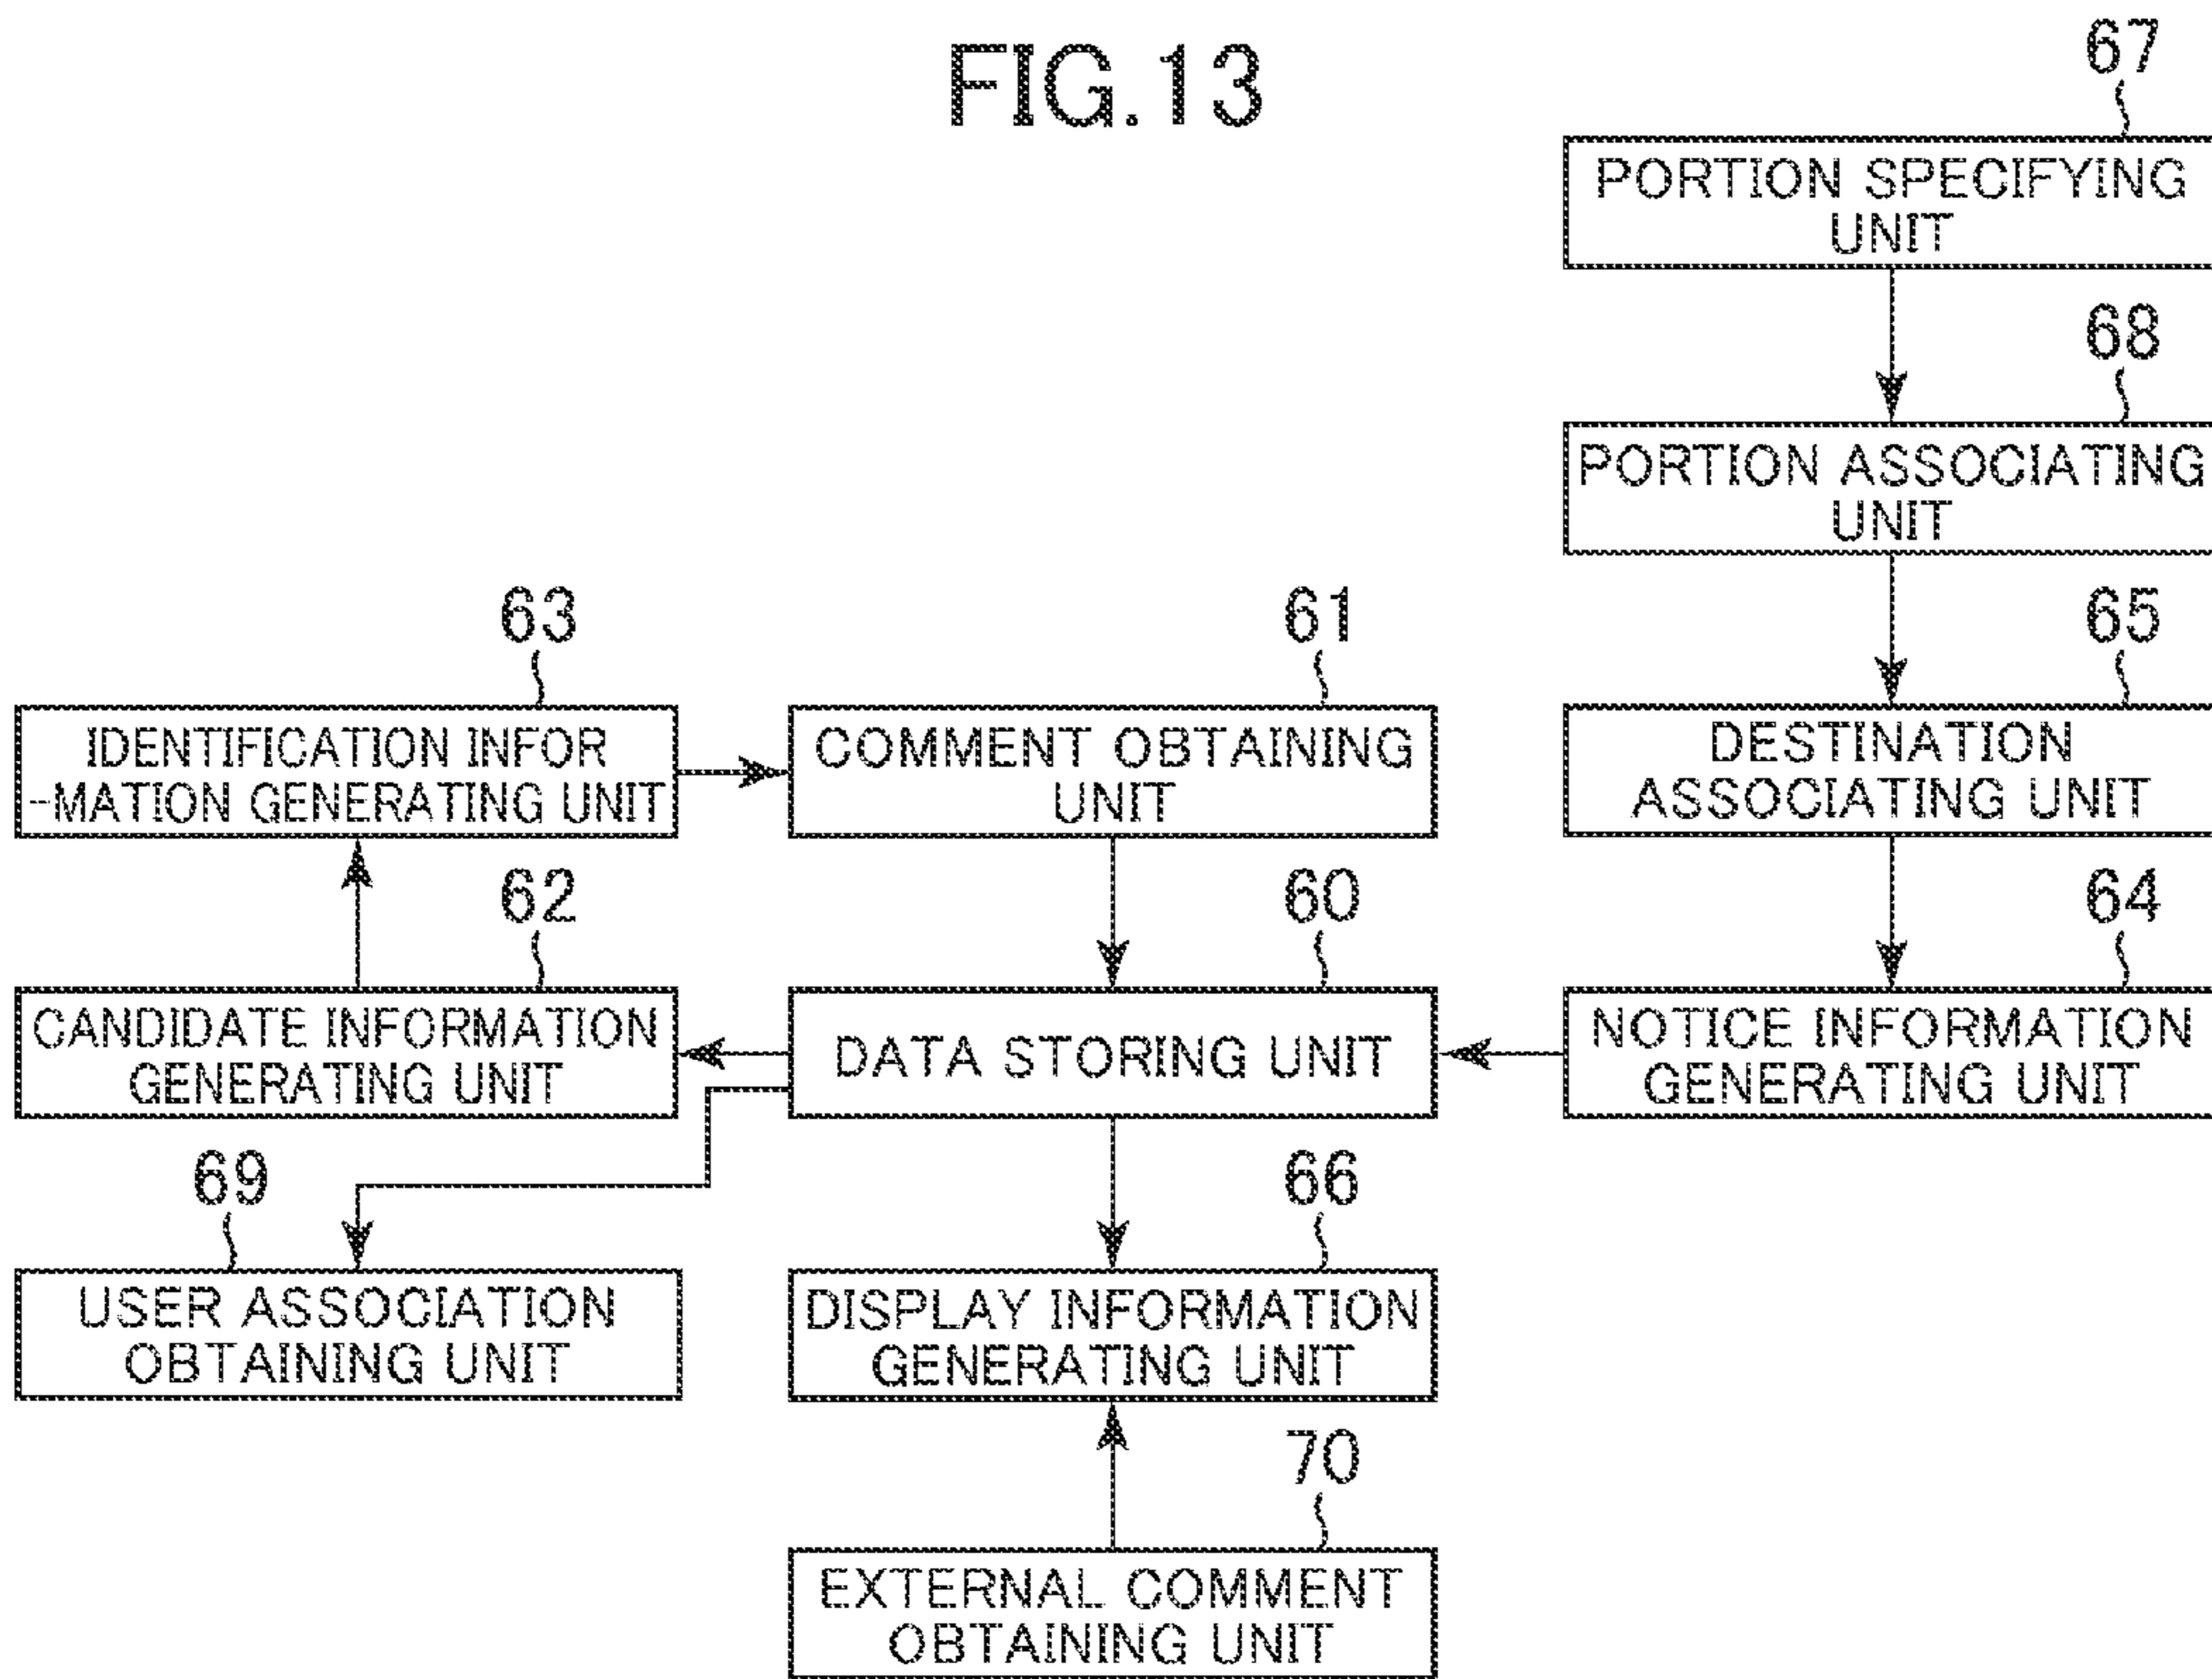 FIG.13
67
PORTION SPECIFYING
UNIT
68
PORTION ASSOCIATING
UNIT
63
IDENTIFICATION INFOR
-MATION GENERATING UNIT
61
COMMENT OBTAINING
UNIT
65
DESTINATION
ASSOCIATING UNIT
62
CANDIDATE INFORMATION
GENERATING UNIT
60
DATA STORING UNIT
64
NOTICE INFORMATION
GENERATING UNIT
69
USER ASSOCIATION
OBTAINING UNIT
66
DISPLAY INFORMATION
GENERATING UNIT
70
EXTERNAL COMMENT
OBTAINING UNIT